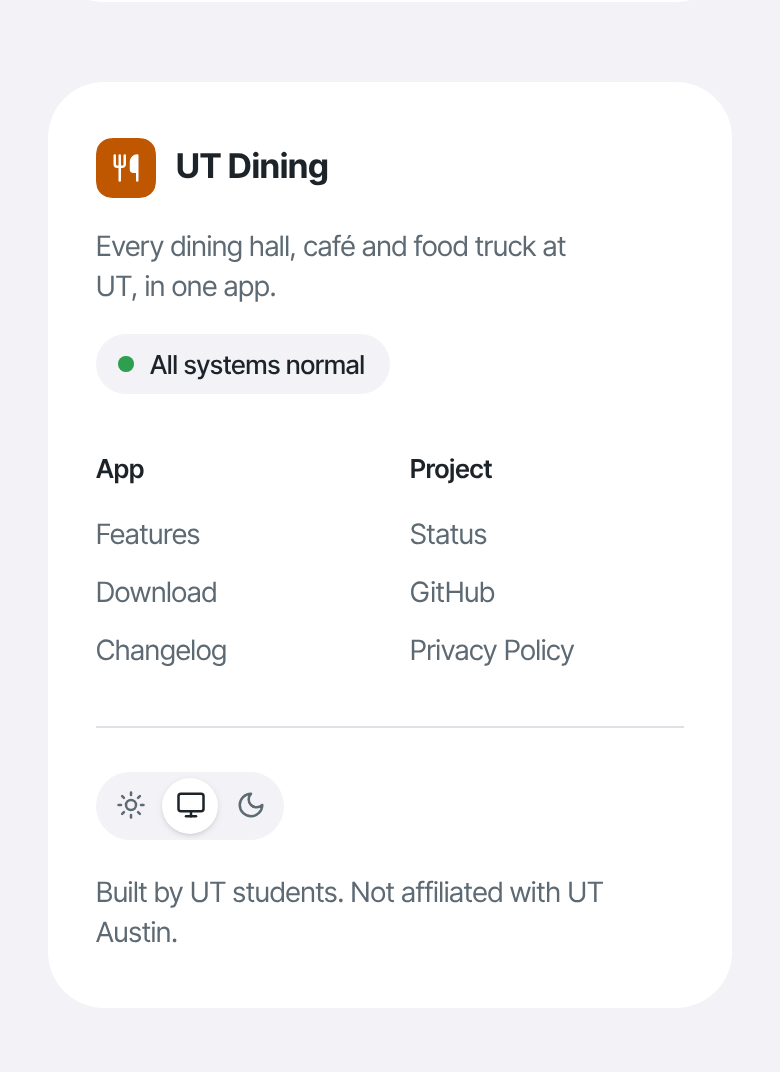 UT Dining
Every dining hall, café and food truck at
UT, in one app.
All systems normal
App
Features
Download
Changelog
Project
Status
GitHub
Privacy Policy
Built by UT students. Not affiliated with UT
Austin.